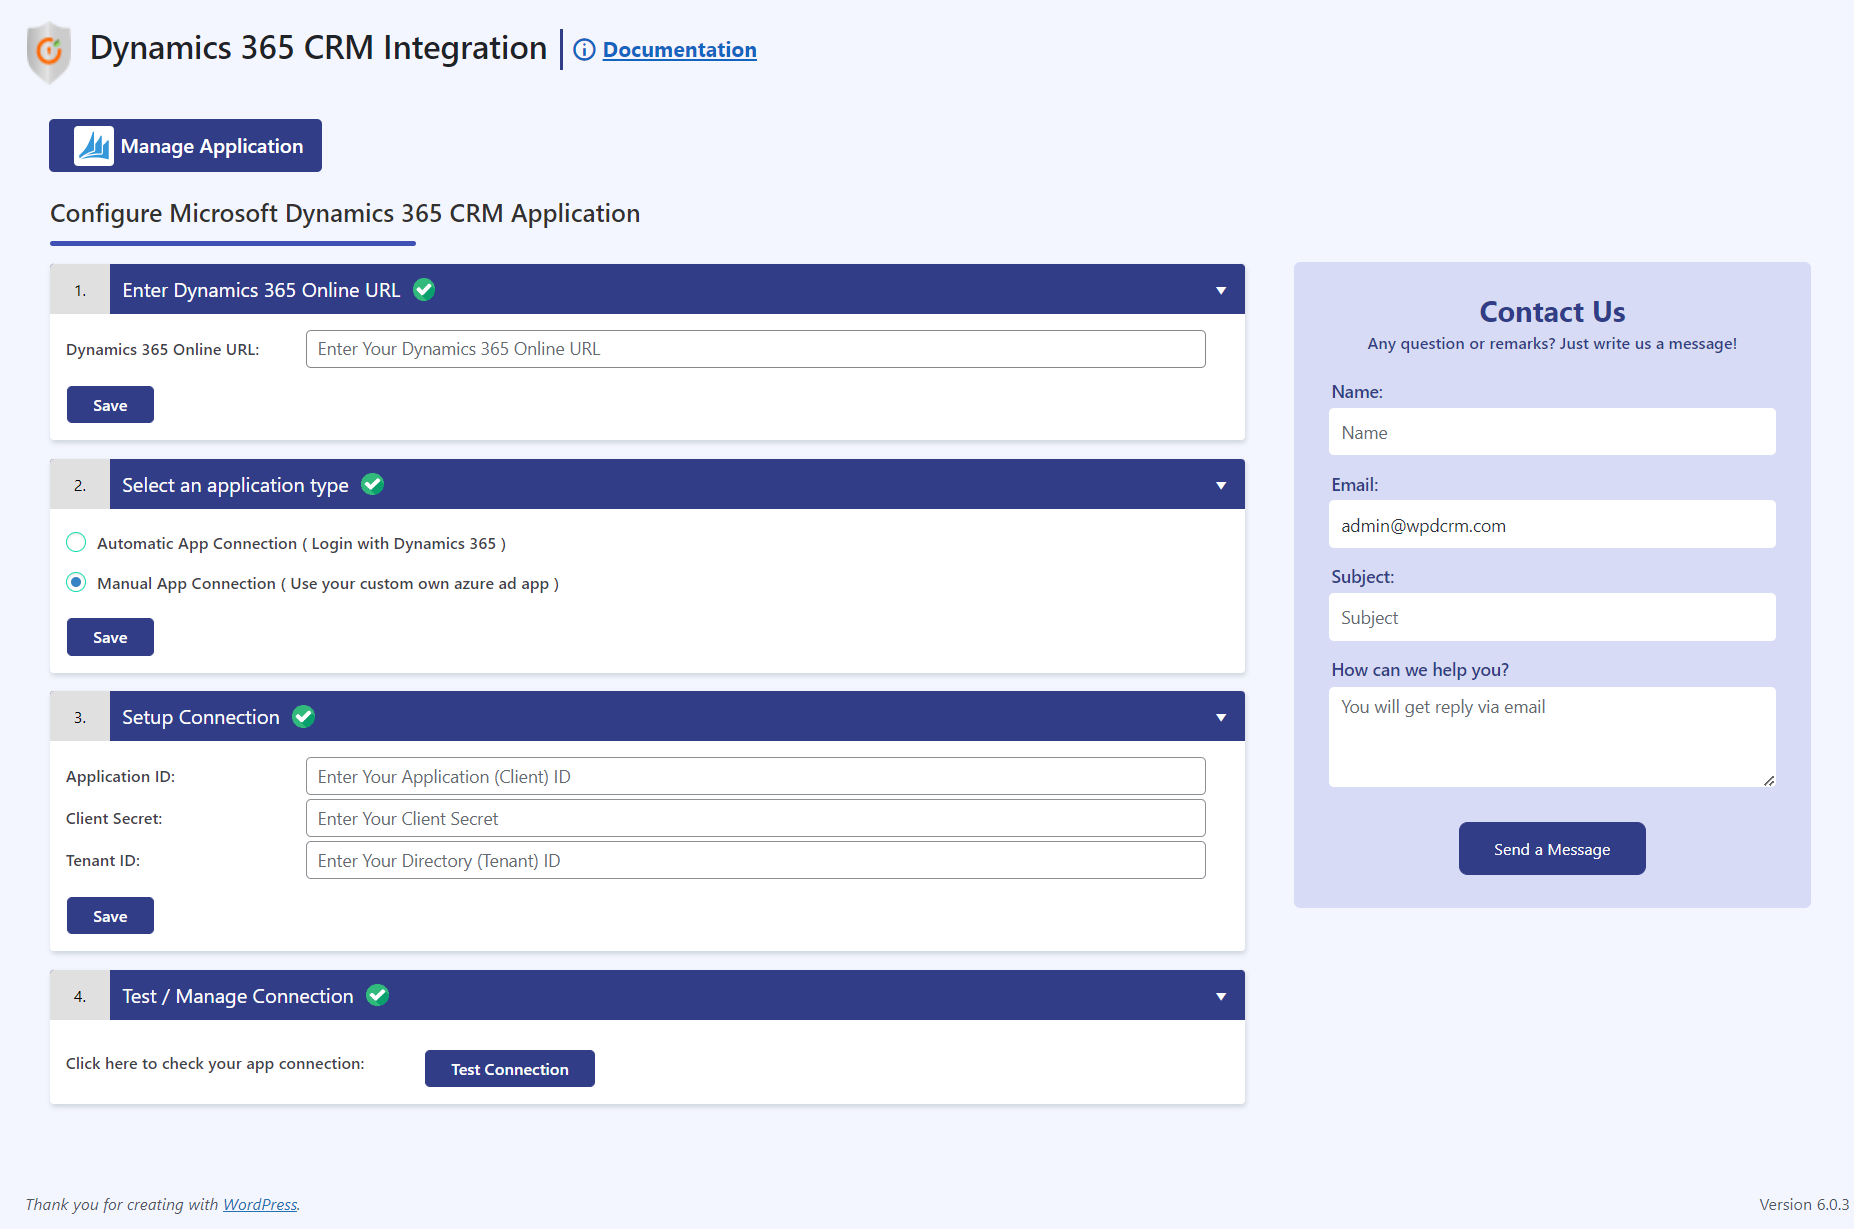 Dynamics 365 CRM Integration
Documentation
Manage Application
Configure Microsoft Dynamics 365 CRM Application
1. Enter Dynamics 365 Online URL
Dynamics 365 Online URL: Enter Your Dynamics 365 Online URL
Save
2. Select an application type
Automatic App Connection ( Login with Dynamics 365 )
Manual App Connection ( Use your custom own azure ad app )
Save
3. Setup Connection
Application ID: Enter Your Application (Client) ID
Client Secret: Enter Your Client Secret
Tenant ID: Enter Your Directory (Tenant) ID
Save
4. Test / Manage Connection
Click here to check your app connection: Test Connection
Contact Us
Any question or remarks? Just write us a message!
Name:
Name
Email:
admin@wpdcrm.com
Subject:
Subject
How can we help you?
You will get reply via email
Send a Message
Thank you for creating with WordPress.
Version 6.0.3